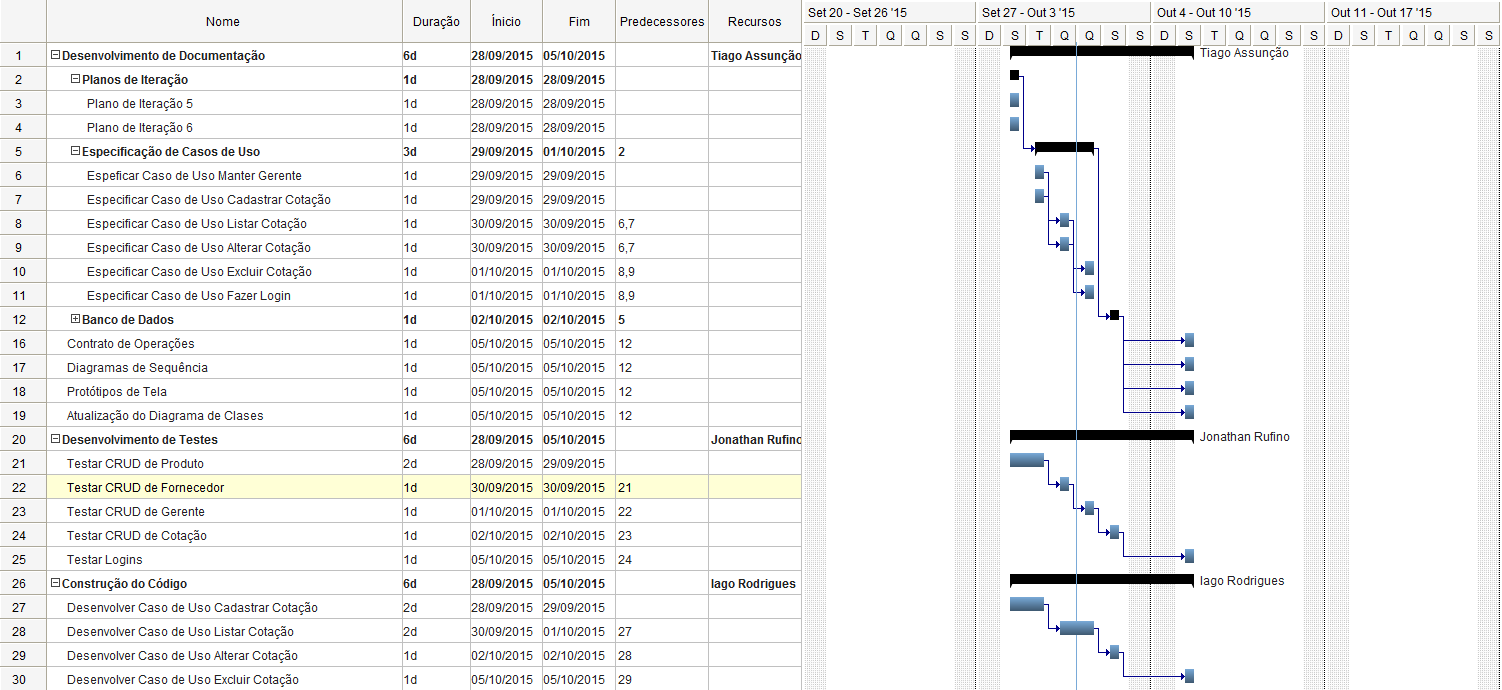 Nome Duração Ínicio Fim Predecessores Recursos Set 20 - Set 26 '15 Set 27 - Out 3 '15 Out 4 - Out 10 '15 Out 11 - Out 17 '15
D S T Q Q S S D S T Q Q S S D S T Q Q S S D S T Q Q S S
1 Desenvolvimento de Documentação 6d 28/09/2015 05/10/2015 Tiago Assunção Tiago Assunção
2 Planos de Iteração 1d 28/09/2015 28/09/2015
3 Plano de Iteração 5 1d 28/09/2015 28/09/2015
4 Plano de Iteração 6 1d 28/09/2015 28/09/2015
5 Especificação de Casos de Uso 3d 29/09/2015 01/10/2015 2
6 Espeficar Caso de Uso Manter Gerente 1d 29/09/2015 29/09/2015
7 Especificar Caso de Uso Cadastrar Cotação 1d 29/09/2015 29/09/2015
8 Especificar Caso de Uso Listar Cotação 1d 30/09/2015 30/09/2015 6,7
9 Especificar Caso de Uso Alterar Cotação 1d 30/09/2015 30/09/2015 6,7
10 Especificar Caso de Uso Excluir Cotação 1d 01/10/2015 01/10/2015 8,9
11 Especificar Caso de Uso Fazer Login 1d 01/10/2015 01/10/2015 8,9
12 Banco de Dados 1d 02/10/2015 02/10/2015 5
16 Contrato de Operações 1d 05/10/2015 05/10/2015 12
17 Diagramas de Sequência 1d 05/10/2015 05/10/2015 12
18 Protótipos de Tela 1d 05/10/2015 05/10/2015 12
19 Atualização do Diagrama de Clases 1d 05/10/2015 05/10/2015 12
20 Desenvolvimento de Testes 6d 28/09/2015 05/10/2015 Jonathan Rufino Jonathan Rufino
21 Testar CRUD de Produto 2d 28/09/2015 29/09/2015
22 Testar CRUD de Fornecedor 1d 30/09/2015 30/09/2015 21
23 Testar CRUD de Gerente 1d 01/10/2015 01/10/2015 22
24 Testar CRUD de Cotação 1d 02/10/2015 02/10/2015 23
25 Testar Logins 1d 05/10/2015 05/10/2015 24
26 Construção do Código 6d 28/09/2015 05/10/2015 Iago Rodrigues Iago Rodrigues
27 Desenvolver Caso de Uso Cadastrar Cotação 2d 28/09/2015 29/09/2015
28 Desenvolver Caso de Uso Listar Cotação 2d 30/09/2015 01/10/2015 27
29 Desenvolver Caso de Uso Alterar Cotação 1d 02/10/2015 02/10/2015 28
30 Desenvolver Caso de Uso Excluir Cotação 1d 05/10/2015 05/10/2015 29